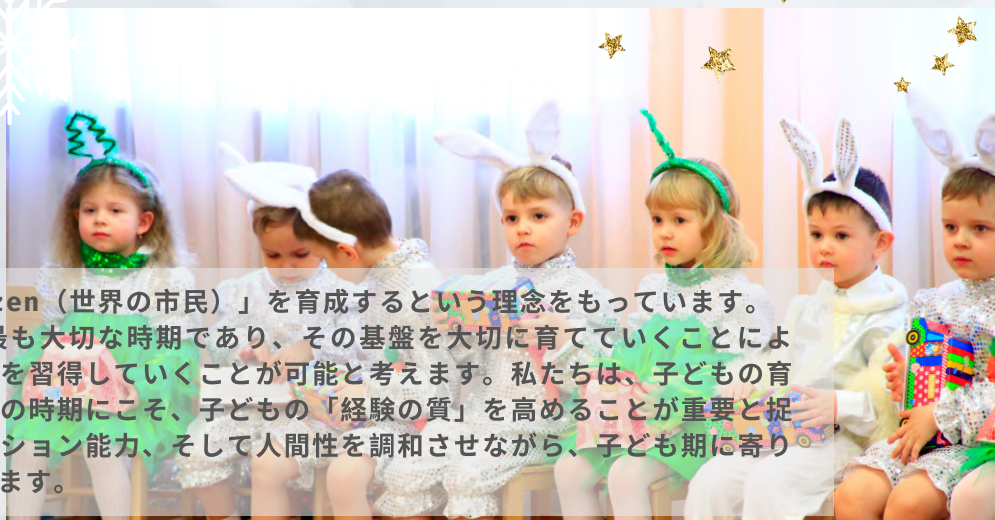 zen（世界の市民）」を育成するという理念をもっています。
最も大切な時期であり、その基盤を大切に育てていくことによ
を習得していくことが可能と考えます。私たちは、子どもの育
の時期にこそ、子どもの「経験の質」を高めることが重要と捉
ション能力、そして人間性を調和させながら、子ども期に寄り
ます。